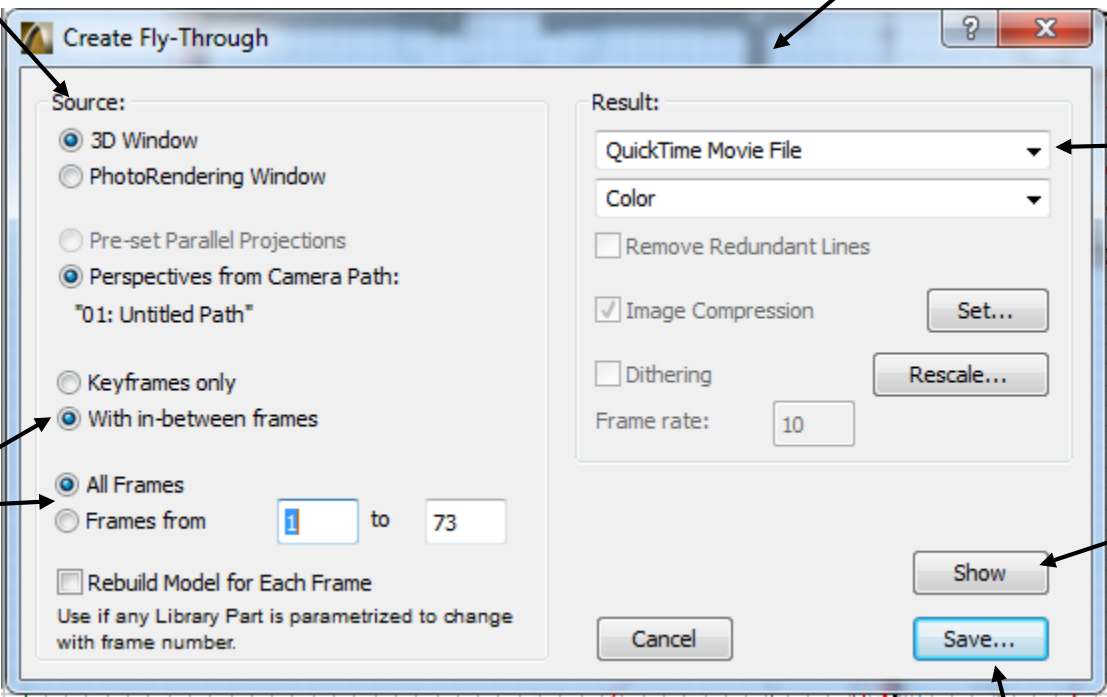 Create Fly-Through
Source:
3D Window
PhotoRendering Window
Pre-set Parallel Projections
Perspectives from Camera Path:
"01: Untitled Path"
Keyframes only
With in-between frames
All Frames
Frames from 1 to 73
Rebuild Model for Each Frame
Use if any Library Part is parametrized to change
with frame number.
Result:
QuickTime Movie File
Color
Remove Redundant Lines
Image Compression Set...
Dithering Rescale...
Frame rate: 10
Show
Cancel Save...